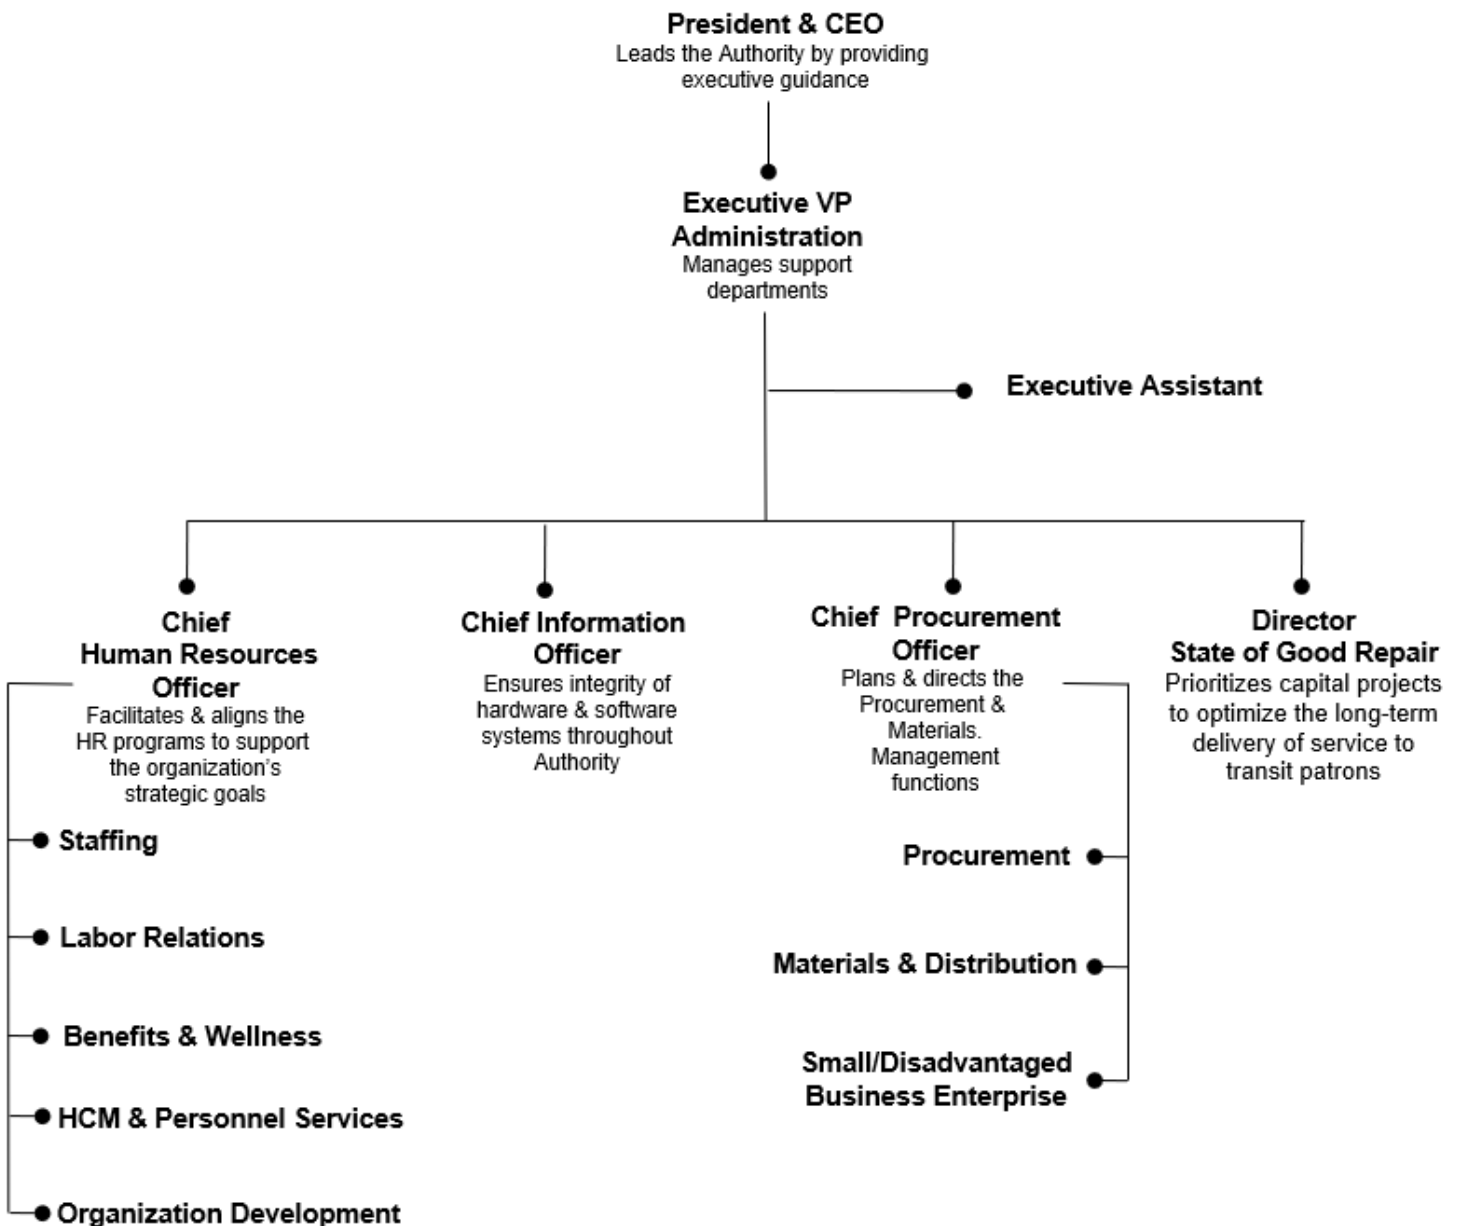 President & CEO
Leads the Authority by providing
executive guidance
Executive VP
Administration
Manages support
departments
Executive Assistant
Chief
Human Resources
Officer
Facilitates & aligns the
HR programs to support
the organization's
strategic goals
Staffing
Labor Relations
Benefits & Wellness
HCM & Personnel Services
Organization Development
Chief Information
Officer
Ensures integrity of
hardware & software
systems throughout
Authority
Chief Procurement
Officer
Plans & directs the
Procurement &
Materials.
Management
functions
Procurement
Materials & Distribution
Small/Disadvantaged
Business Enterprise
Director
State of Good Repair
Prioritizes capital projects
to optimize the long-term
delivery of service to
transit patrons